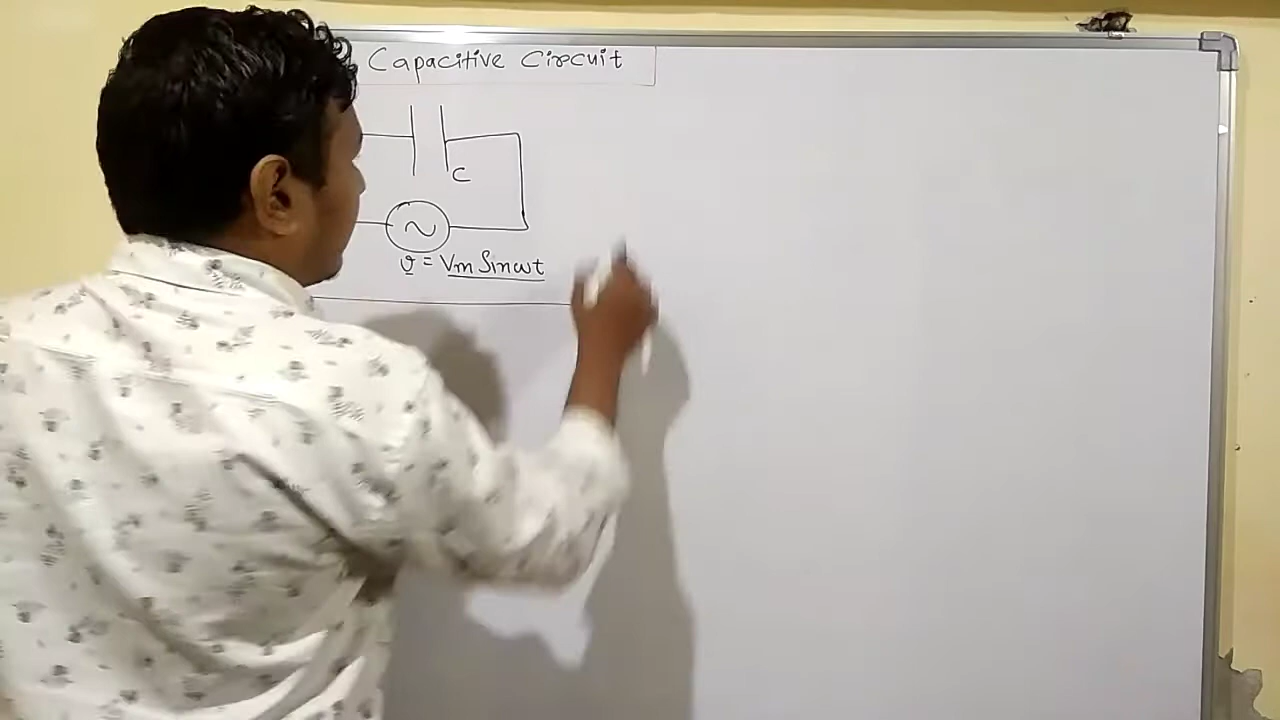 Capacitive Circuit
C
~
v = Vm Sinωt